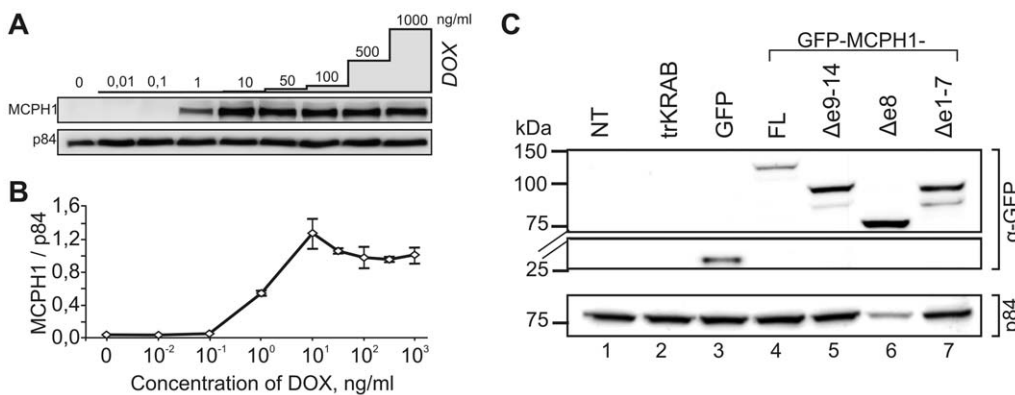 A
0 0,01 0,1 1 10 50 100 500 1000 ng/ml
DOX
MCPH1
p84
B
MCPH1 / p84
1,6
1,2
0,8
0,4
0,0
0 10⁻² 10⁻¹ 10⁰ 10¹ 10² 10³
Concentration of DOX, ng/ml
C
GFP-MCPH1-
kDa NT trKRAB GFP FL Δe9-14 Δe8 Δe1-7
150
100
75
25
α-GFP
75
p84
1 2 3 4 5 6 7